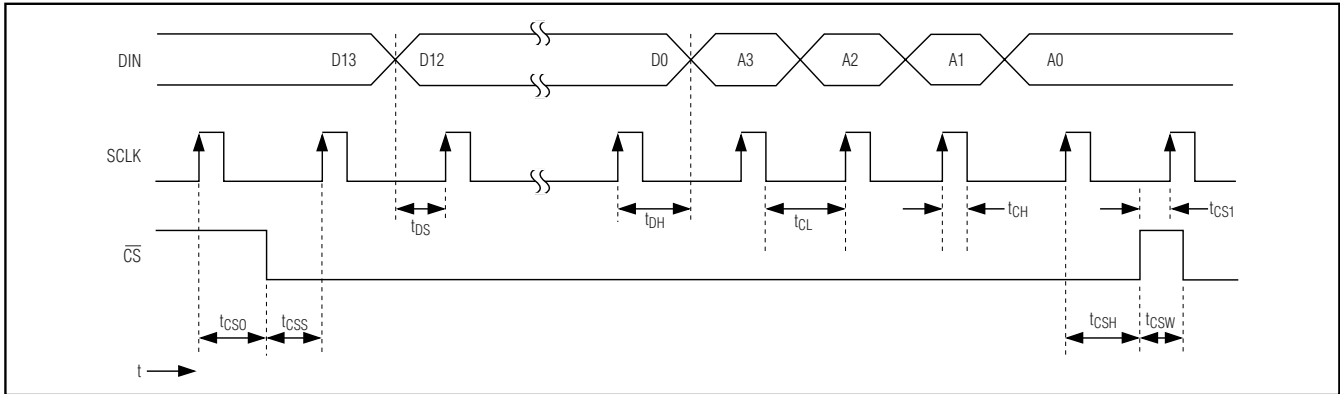 DIN D13 D12 D0 A3 A2 A1 A0
SCLK
tDS tDH tCL tCH tCS1
CS
tCSO tCSS tCSH tCSW
t